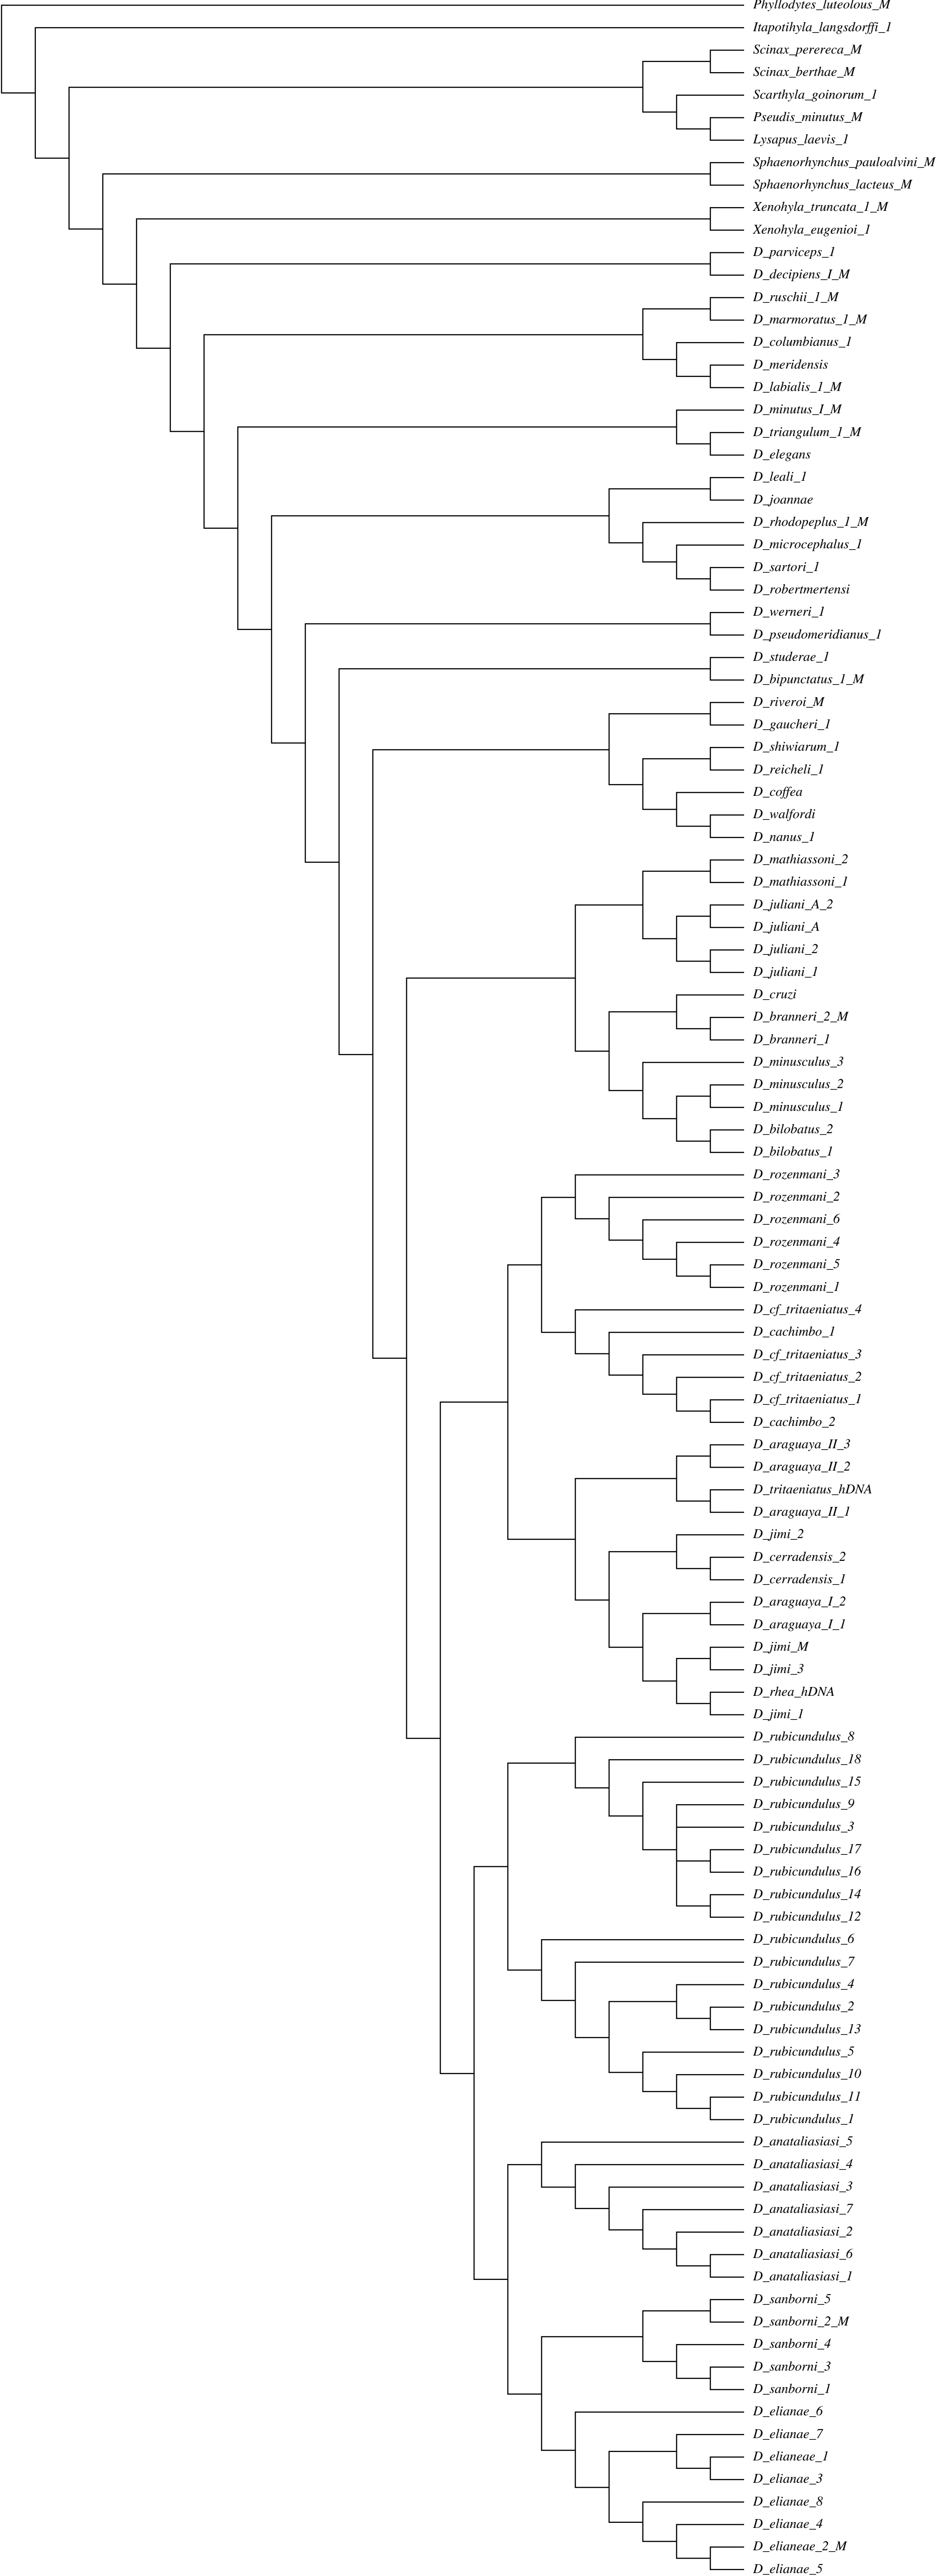 Phyllodytes_luteolous_M
Itapotihyla_langsdorffi_1
Scinax_perereca_M
Scinax_berthae_M
Scarthyla_goinorum_1
Pseudis_minutus_M
Lysapus_laevis_1
Sphaenorhynchus_pauloalvini_M
Sphaenorhynchus_lacteus_M
Xenohyla_truncata_1_M
Xenohyla_eugenioi_1
D_parviceps_1
D_decipiens_I_M
D_ruschii_1_M
D_marmoratus_1_M
D_columbianus_1
D_meridensis
D_labialis_1_M
D_minutus_I_M
D_triangulum_1_M
D_elegans
D_leali_1
D_joannae
D_rhodopeplus_1_M
D_microcephalus_1
D_sartori_1
D_robertmertensi
D_werneri_1
D_pseudomeridianus_1
D_studerae_1
D_bipunctatus_1_M
D_riveroi_M
D_gaucheri_1
D_shiwiarum_1
D_reicheli_1
D_coffea
D_walfordi
D_nanus_1
D_mathiassoni_2
D_mathiassoni_1
D_juliani_A_2
D_juliani_A
D_juliani_2
D_juliani_1
D_cruzi
D_branneri_2_M
D_branneri_1
D_minusculus_3
D_minusculus_2
D_minusculus_1
D_bilobatus_2
D_bilobatus_1
D_rozenmani_3
D_rozenmani_2
D_rozenmani_6
D_rozenmani_4
D_rozenmani_5
D_rozenmani_1
D_cf_tritaeniatus_4
D_cachimbo_1
D_cf_tritaeniatus_3
D_cf_tritaeniatus_2
D_cf_tritaeniatus_1
D_cachimbo_2
D_araguaya_II_3
D_araguaya_II_2
D_tritaeniatus_hDNA
D_araguaya_II_1
D_jimi_2
D_cerradensis_2
D_cerradensis_1
D_araguaya_I_2
D_araguaya_I_1
D_jimi_M
D_jimi_3
D_rhea_hDNA
D_jimi_1
D_rubicundulus_8
D_rubicundulus_18
D_rubicundulus_15
D_rubicundulus_9
D_rubicundulus_3
D_rubicundulus_17
D_rubicundulus_16
D_rubicundulus_14
D_rubicundulus_12
D_rubicundulus_6
D_rubicundulus_7
D_rubicundulus_4
D_rubicundulus_2
D_rubicundulus_13
D_rubicundulus_5
D_rubicundulus_10
D_rubicundulus_11
D_rubicundulus_1
D_anataliasiasi_5
D_anataliasiasi_4
D_anataliasiasi_3
D_anataliasiasi_7
D_anataliasiasi_2
D_anataliasiasi_6
D_anataliasiasi_1
D_sanborni_5
D_sanborni_2_M
D_sanborni_4
D_sanborni_3
D_sanborni_1
D_elianae_6
D_elianae_7
D_elianeae_1
D_elianae_3
D_elianae_8
D_elianae_4
D_elianeae_2_M
D_elianae_5